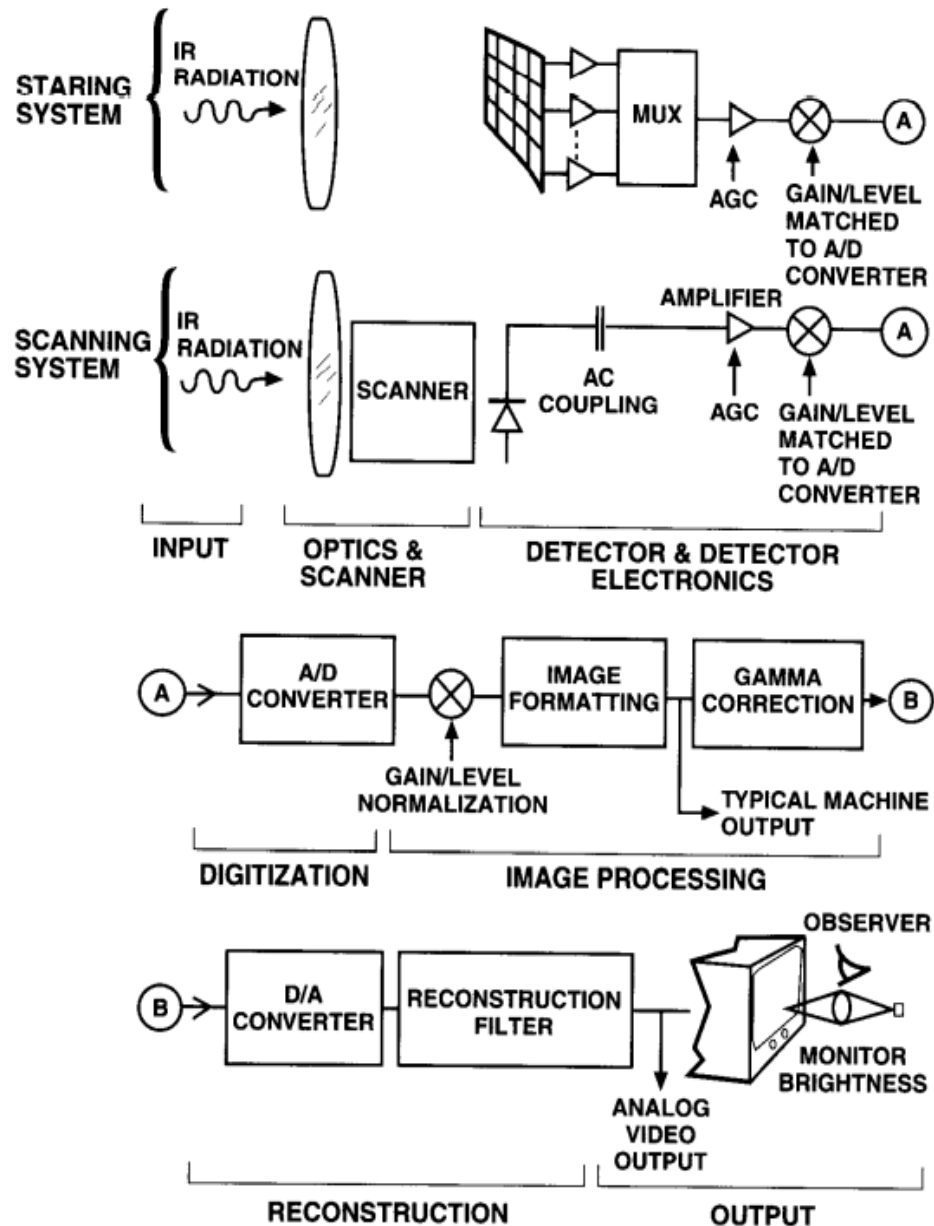 STARING
SYSTEM
IR
RADIATION
MUX
AGC
GAIN/LEVEL
MATCHED
TO A/D
CONVERTER
A
SCANNING
SYSTEM
IR
RADIATION
SCANNER
AC
COUPLING
AMPLIFIER
AGC
GAIN/LEVEL
MATCHED
TO A/D
CONVERTER
A
INPUT
OPTICS &
SCANNER
DETECTOR & DETECTOR
ELECTRONICS
A
A/D
CONVERTER
GAIN/LEVEL
NORMALIZATION
IMAGE
FORMATTING
GAMMA
CORRECTION
B
TYPICAL MACHINE
OUTPUT
DIGITIZATION
IMAGE PROCESSING
B
D/A
CONVERTER
RECONSTRUCTION
FILTER
ANALOG
VIDEO
OUTPUT
OBSERVER
MONITOR
BRIGHTNESS
RECONSTRUCTION
OUTPUT